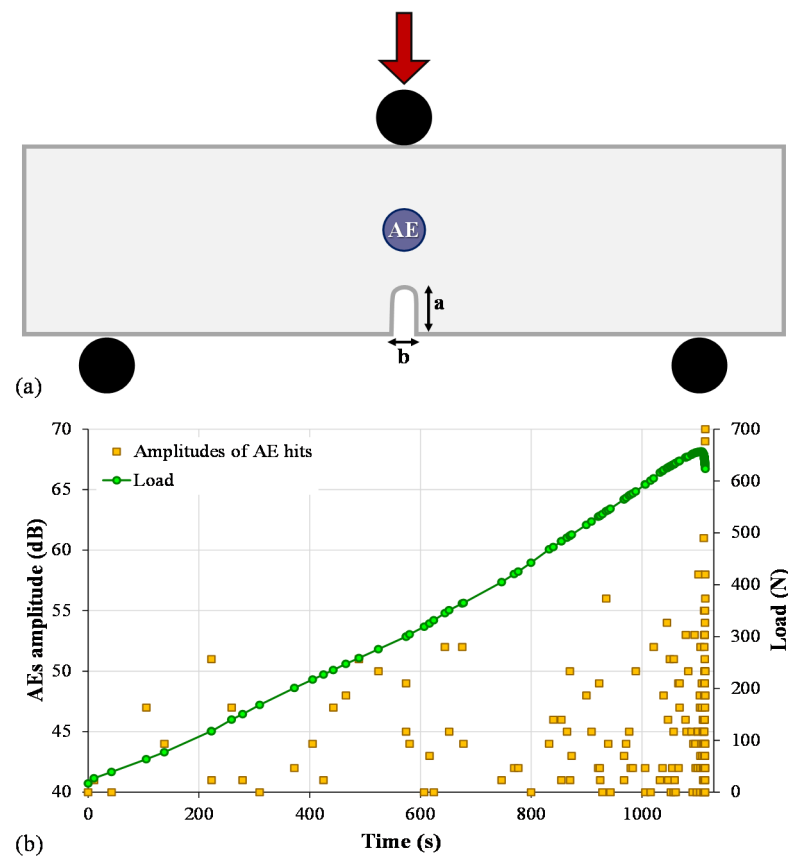 AE
a
b
(a)
70 700
Amplitudes of AE hits
Load
65 600
60 500
55 400
50 300
45 200
40 100
0
AEs amplitude (dB)
Load (N)
0 200 400 600 800 1000
Time (s)
(b)